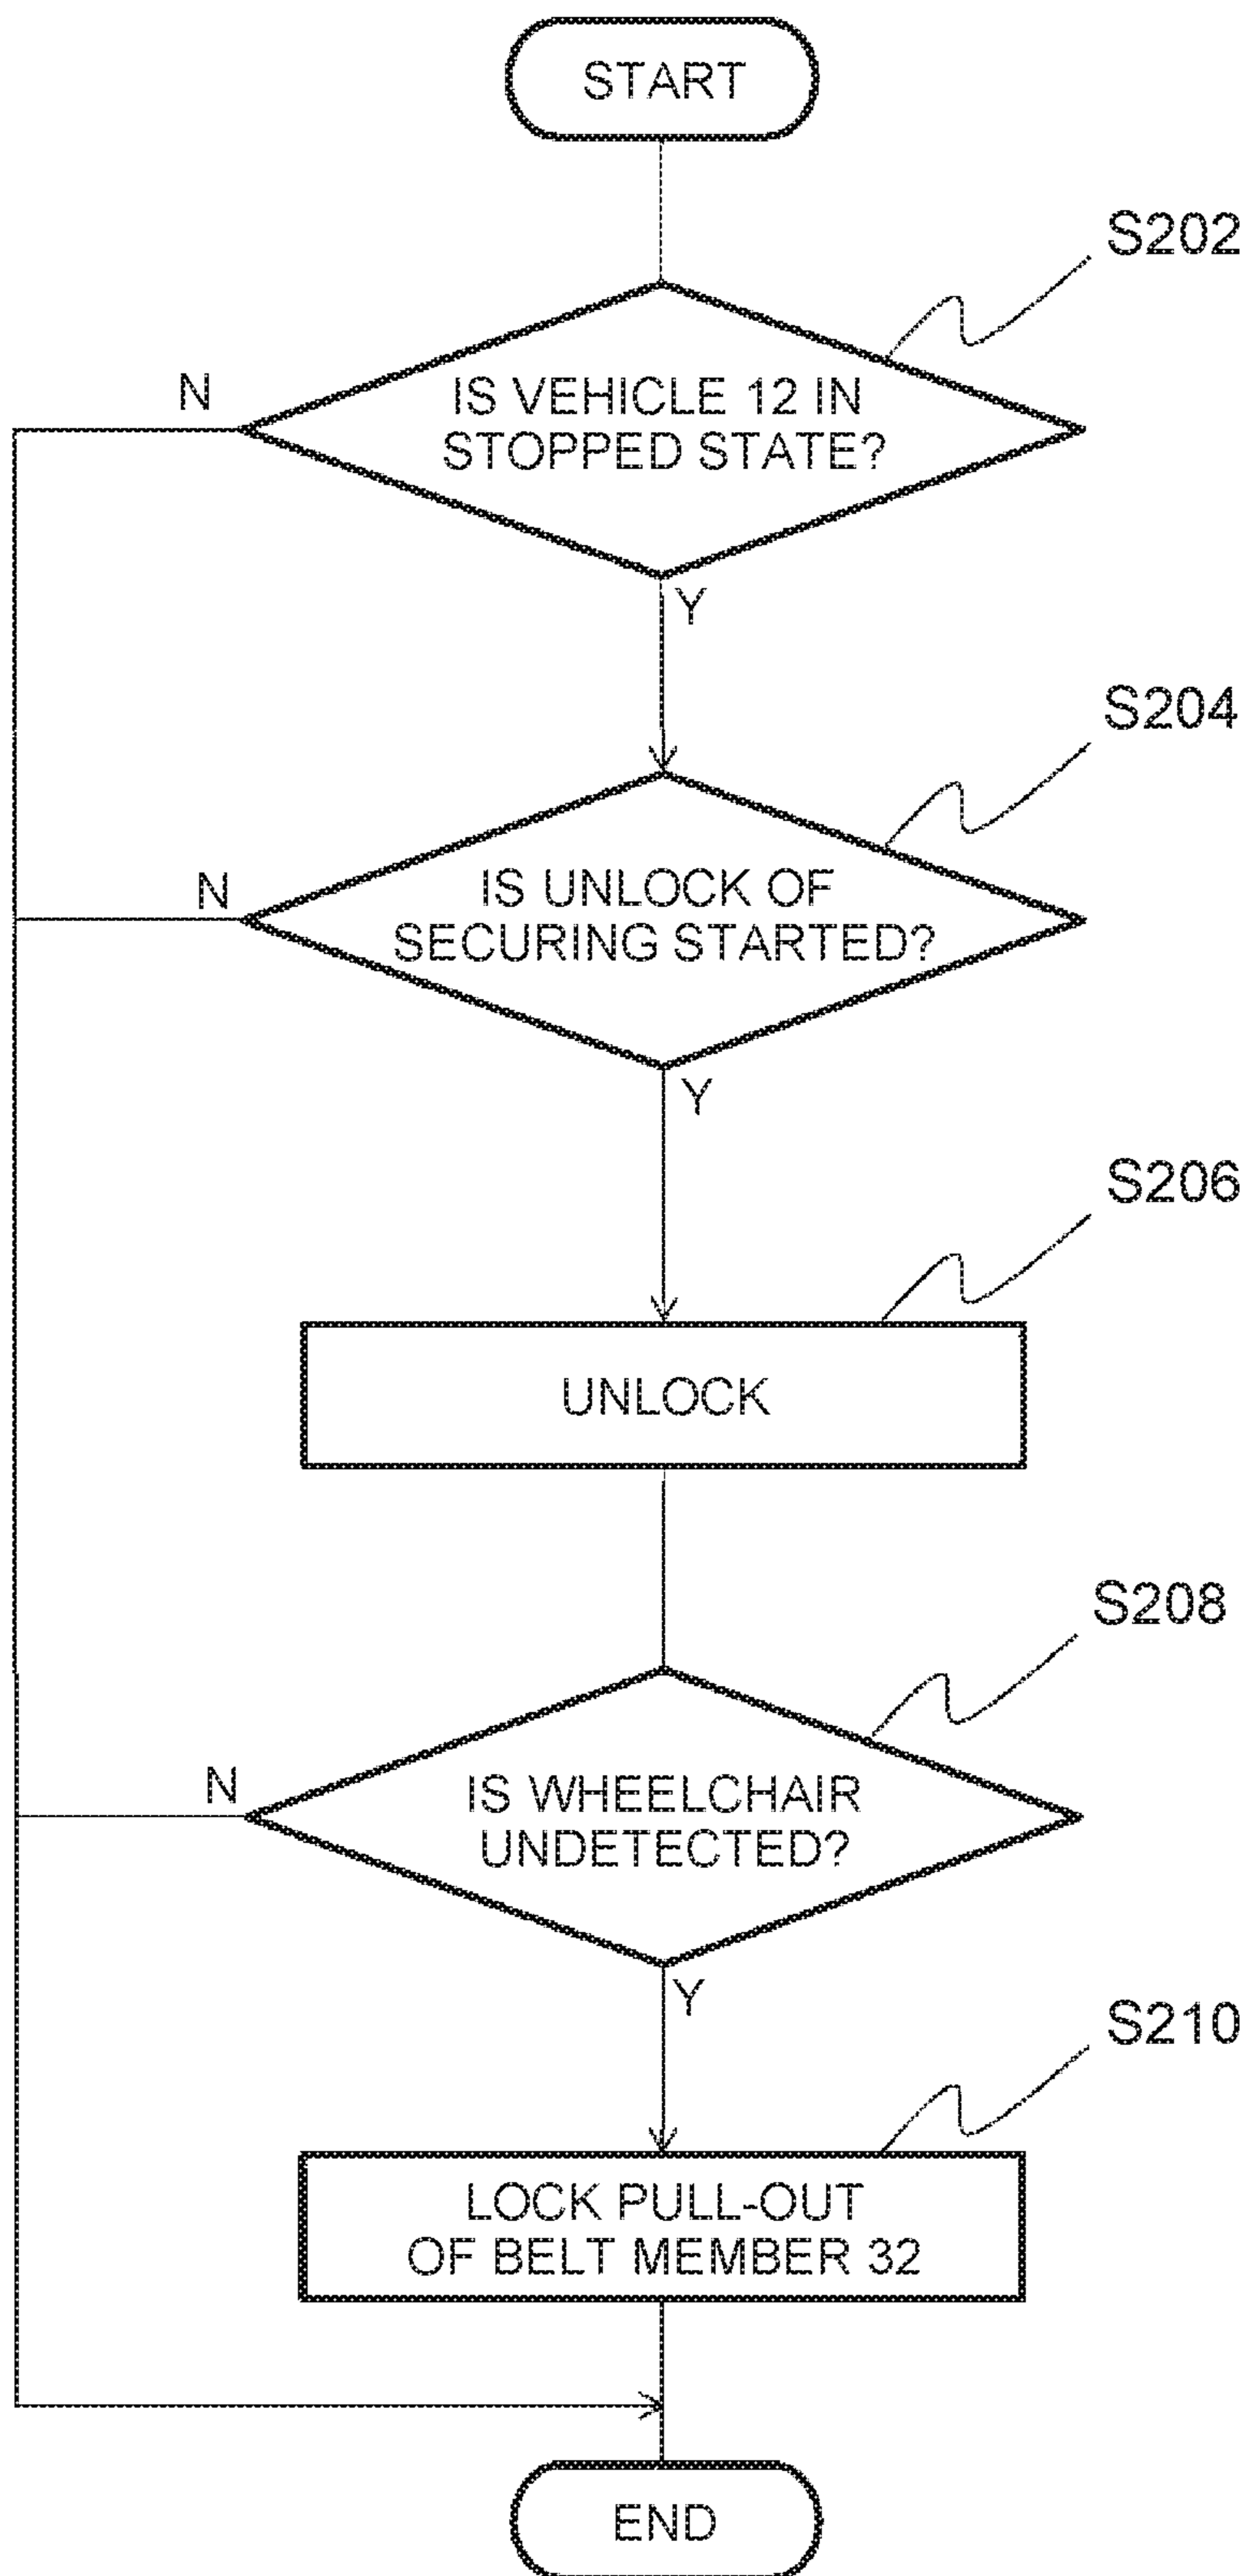 START
S202
N
IS VEHICLE 12 IN
STOPPED STATE?
Y
S204
N
IS UNLOCK OF
SECURING STARTED?
Y
S206
UNLOCK
S208
N
IS WHEELCHAIR
UNDETECTED?
Y
S210
LOCK PULL-OUT
OF BELT MEMBER 32
END